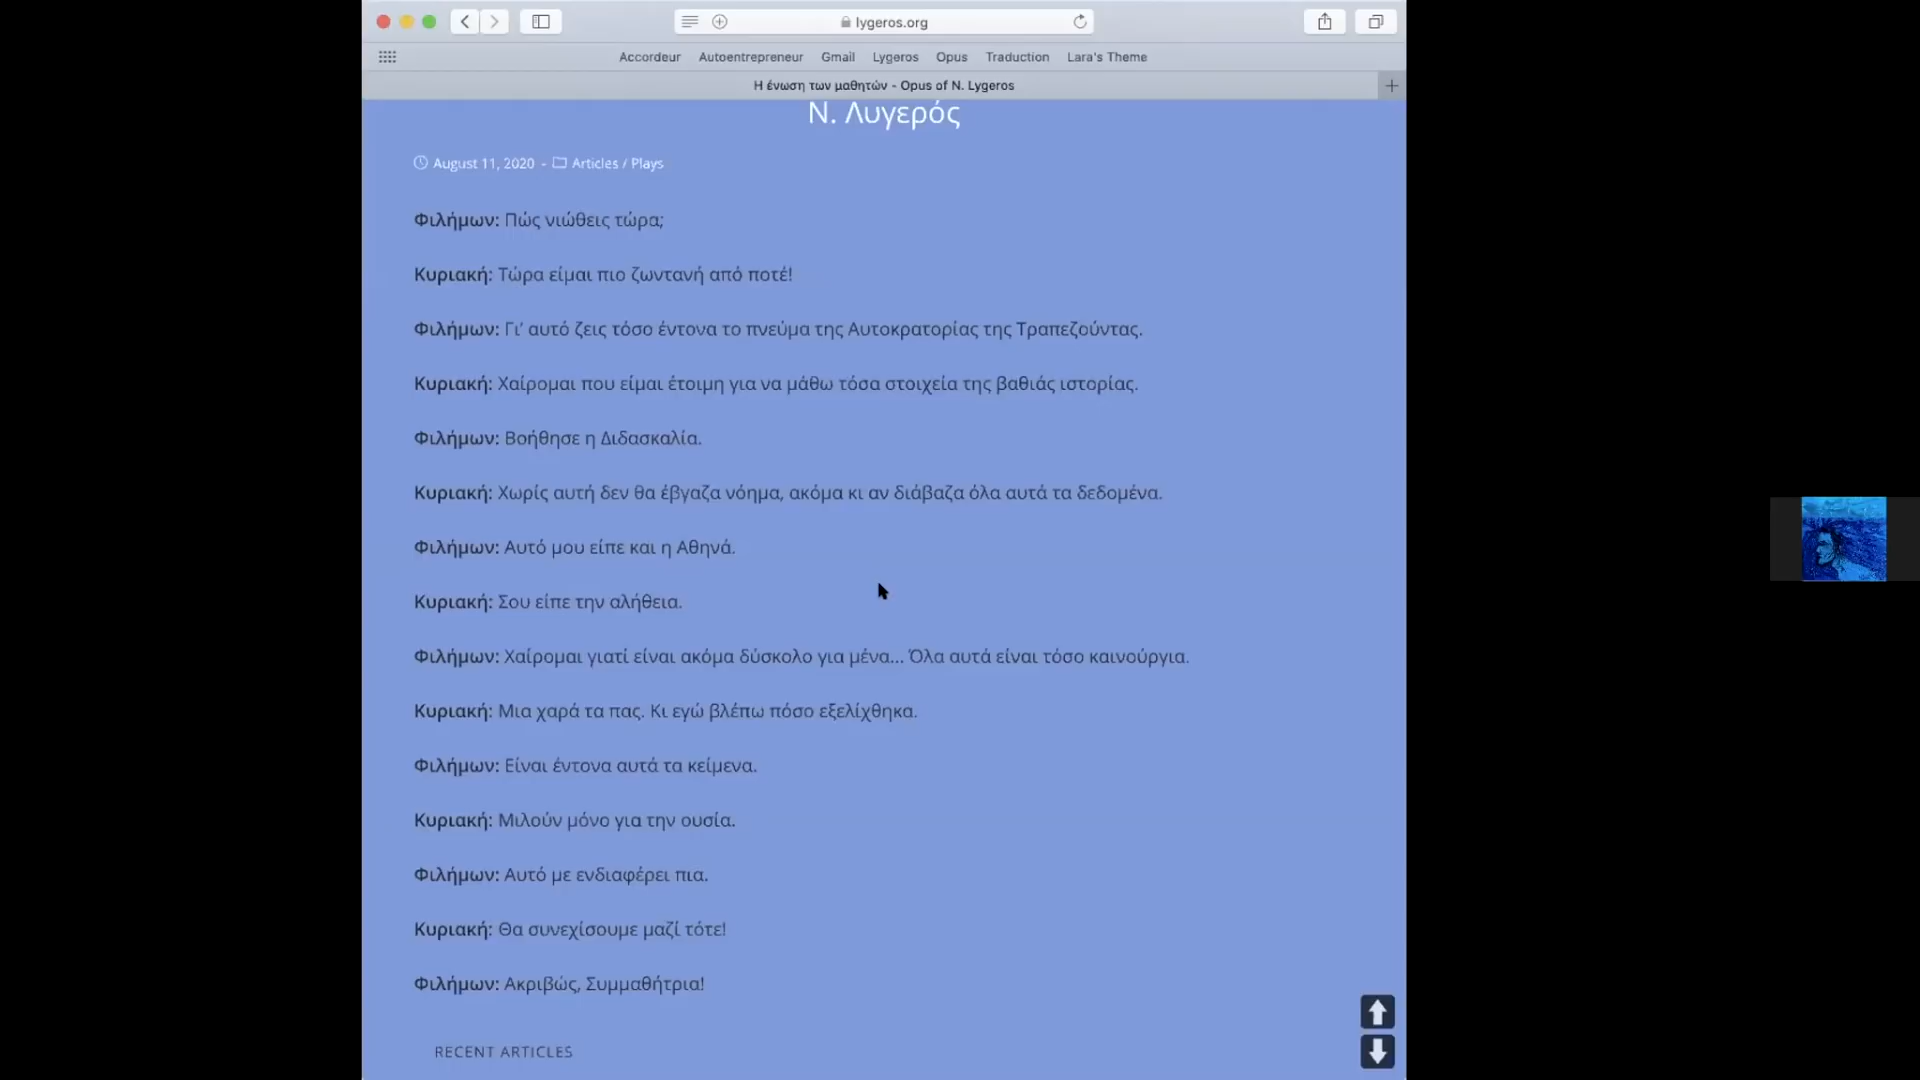 lygeros.org
Accordeur Autoentrepreneur Gmail Lygeros Opus Traduction Lara's Theme
Η ένωση των μαθητών - Opus of N. Lygeros
Ν. Λυγερός
August 11, 2020 - Articles / Plays
Φιλήμων: Πώς νιώθεις τώρα;
Κυριακή: Τώρα είμαι πιο ζωντανή από ποτέ!
Φιλήμων: Γι’ αυτό ζεις τόσο έντονα το πνεύμα της Αυτοκρατορίας της Τραπεζούντας.
Κυριακή: Χαίρομαι που είμαι έτοιμη για να μάθω τόσα στοιχεία της βαθιάς ιστορίας.
Φιλήμων: Βοήθησε η Διδασκαλία.
Κυριακή: Χωρίς αυτή δεν θα έβγαζα νόημα, ακόμα κι αν διάβαζα όλα αυτά τα δεδομένα.
Φιλήμων: Αυτό μου είπε και η Αθηνά.
Κυριακή: Σου είπε την αλήθεια.
Φιλήμων: Χαίρομαι γιατί είναι ακόμα δύσκολο για μένα... Όλα αυτά είναι τόσο καινούργια.
Κυριακή: Μια χαρά τα πας. Κι εγώ βλέπω πόσο εξελίχθηκα.
Φιλήμων: Είναι έντονα αυτά τα κείμενα.
Κυριακή: Μιλούν μόνο για την ουσία.
Φιλήμων: Αυτό με ενδιαφέρει πια.
Κυριακή: Θα συνεχίσουμε μαζί τότε!
Φιλήμων: Ακριβώς, Συμμαθήτρια!
RECENT ARTICLES